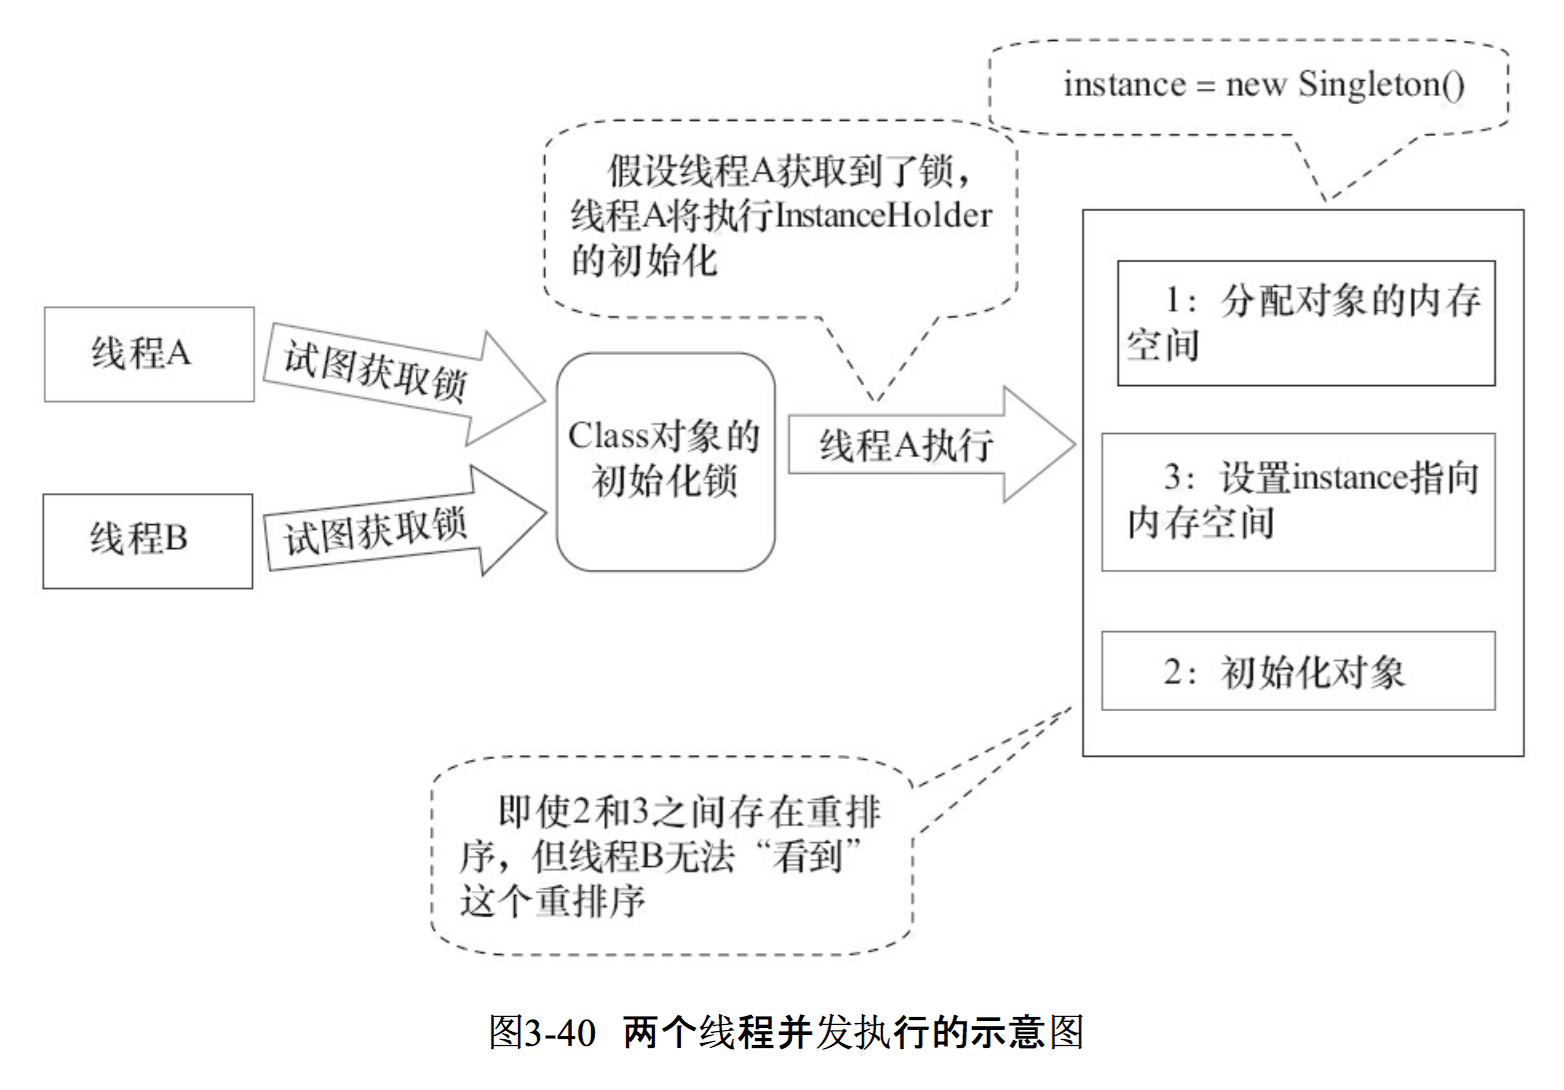 instance = new Singleton()
假设线程A获取到了锁，
线程A将执行InstanceHolder
的初始化
线程A
试图获取锁
线程B
试图获取锁
Class对象的
初始化锁
线程A执行
1：分配对象的内存
空间
3：设置instance指向
内存空间
2：初始化对象
即使2和3之间存在重排
序，但线程B无法“看到”
这个重排序
图3-40 两个线程并发执行的示意图